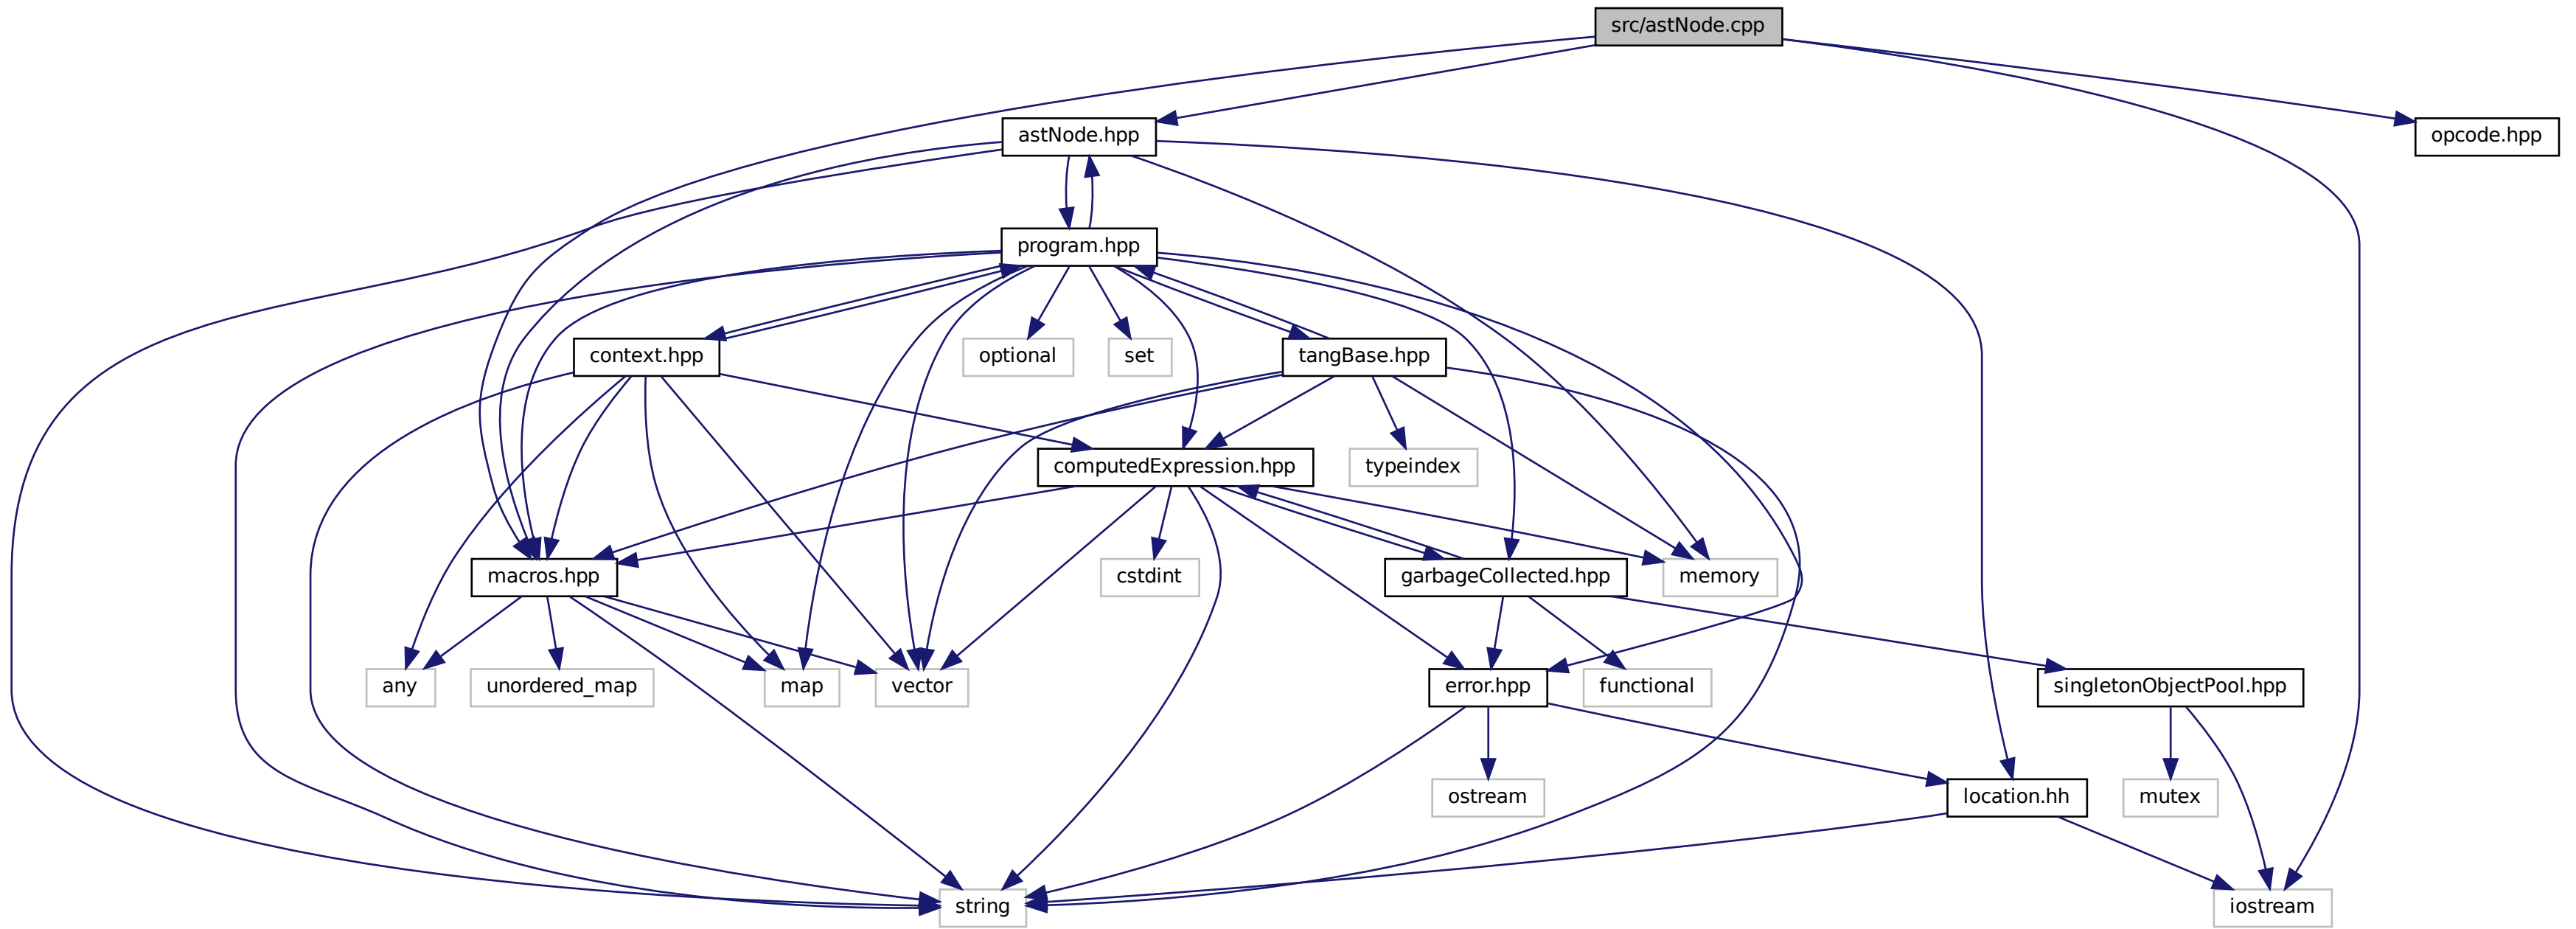 src/astNode.cpp
astNode.hpp
opcode.hpp
program.hpp
context.hpp
optional
set
tangBase.hpp
computedExpression.hpp
typeindex
macros.hpp
cstdint
garbageCollected.hpp
memory
any
unordered_map
map
vector
error.hpp
functional
singletonObjectPool.hpp
ostream
location.hh
mutex
string
iostream